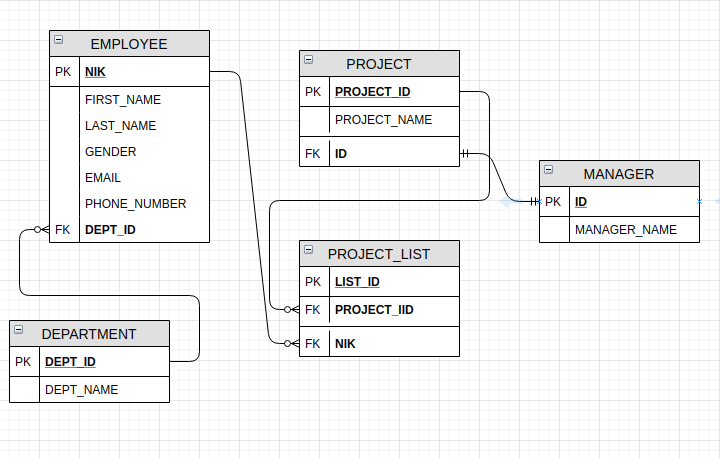 EMPLOYEE
PK NIK
FIRST_NAME
LAST_NAME
GENDER
EMAIL
PHONE_NUMBER
FK DEPT_ID
DEPARTMENT
PK DEPT_ID
DEPT_NAME
PROJECT
PK PROJECT_ID
PROJECT_NAME
FK ID
PROJECT_LIST
PK LIST_ID
FK PROJECT_IID
FK NIK
MANAGER
PK ID
MANAGER_NAME